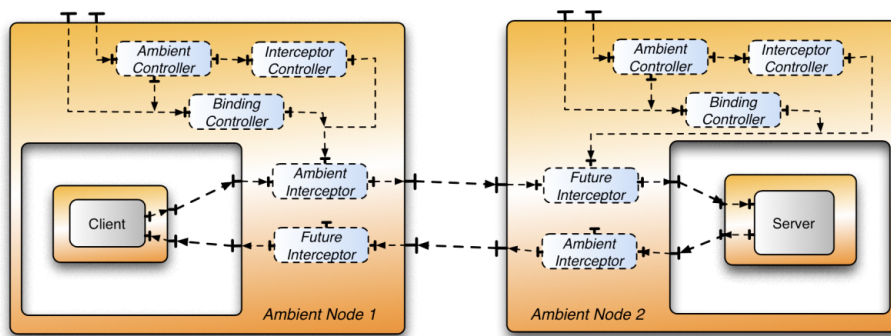 Ambient
Controller
Interceptor
Controller
Binding
Controller
Ambient
Interceptor
Client
Future
Interceptor
Ambient Node 1
Ambient
Controller
Interceptor
Controller
Binding
Controller
Future
Interceptor
Server
Ambient
Interceptor
Ambient Node 2